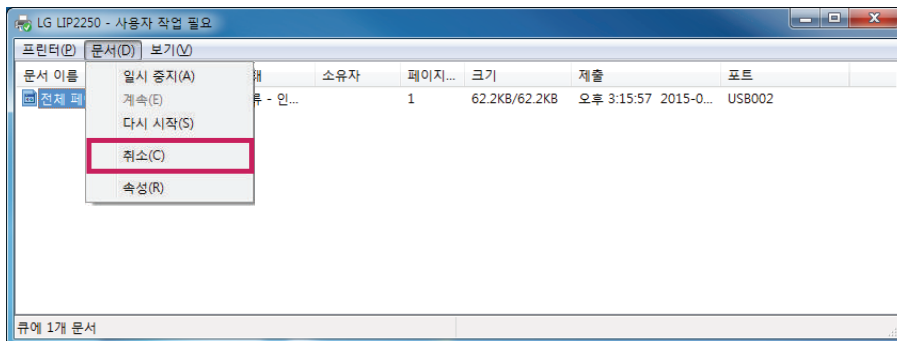 LG LIP2250 - 사용자 작업 필요
프린터(P) 문서(D) 보기(V)
문서 이름 소유자 페이지... 크기 제출 포트
전체 1 62.2KB/62.2KB 오후 3:15:57 2015-0... USB002
일시 중지(A)
계속(E)
다시 시작(S)
취소(C)
속성(R)
큐에 1개 문서